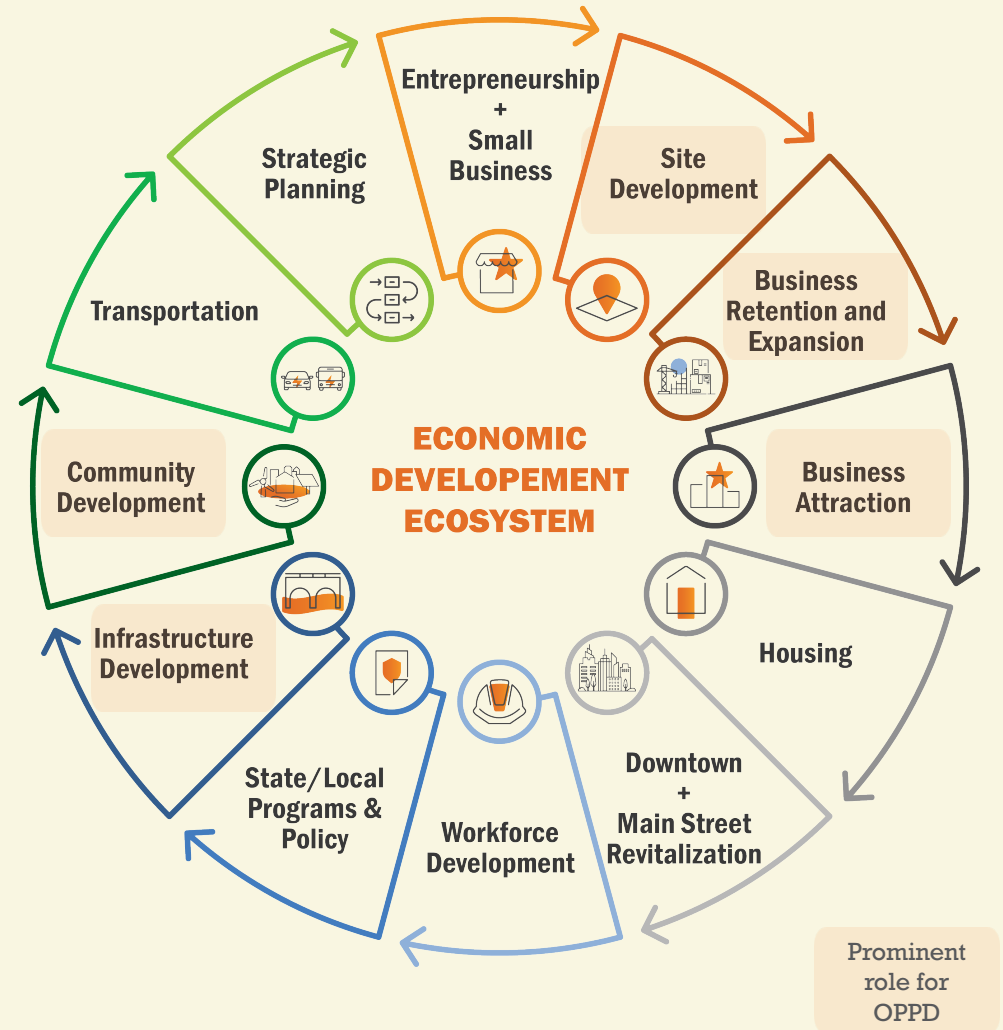 Entrepreneurship
+
Small
Business
Site
Development
Business
Retention and
Expansion
Business
Attraction
Housing
Downtown
+
Main Street
Revitalization
Workforce
Development
State/Local
Programs &
Policy
Infrastructure
Development
Community
Development
Transportation
Strategic
Planning
ECONOMIC
DEVELOPEMENT
ECOSYSTEM
Prominent
role for
OPPD